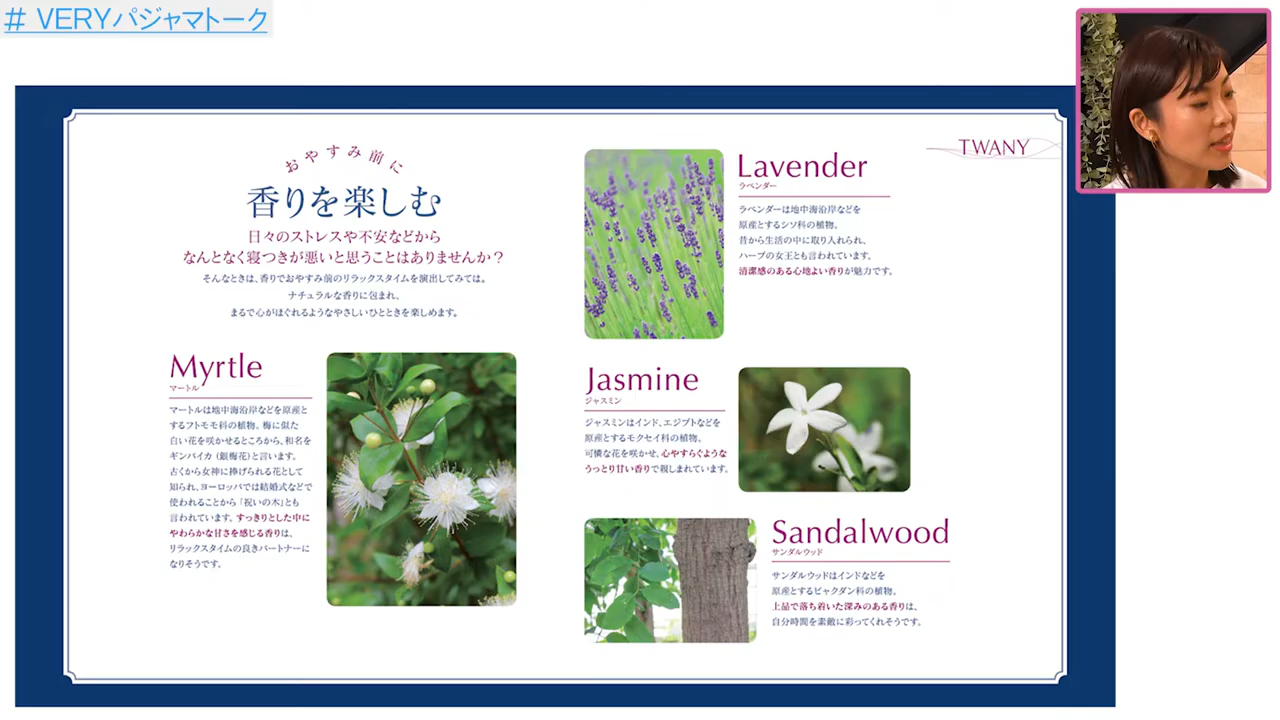 # VERYパジャマトーク
おやすみ前に
香りを楽しむ
日々のストレスや不安などから
なんとなく寝つきが悪いと思うことはありませんか？
そんなときは、香りでおやすみ前のリラックスタイムを演出してみては。
ナチュラルな香りに包まれ、
まるで心がほぐれるようなやさしいひとときを楽しめます。
Myrtle
マートル
マートルは地中海沿岸などを原産と
するフトモモ科の植物。梅に似た
白い花を咲かせるところから、和名を
ギンバイカ（銀梅花）と言います。
古くから女神に捧げられる花として
知られ、ヨーロッパでは結婚式などで
使われることから「祝いの木」とも
言われています。すっきりとした中に
やわらかな甘さを感じる香りは、
リラックスタイムの良きパートナーに
なりそうです。
TWANY
Lavender
ラベンダー
ラベンダーは地中海沿岸などを
原産とするシソ科の植物。
昔から生活の中に取り入れられ、
ハーブの女王とも言われています。
清潔感のある心地よい香りが魅力です。
Jasmine
ジャスミン
ジャスミンはインド、エジプトなどを
原産とするモクセイ科の植物。
可憐な花を咲かせ、心やすらぐような
うっとり甘い香りで親しまれています。
Sandalwood
サンダルウッド
サンダルウッドはインドなどを
原産とするビャクダン科の植物。
上品で落ち着いた深みのある香りは、
自分時間を素敵に彩ってくれそうです。